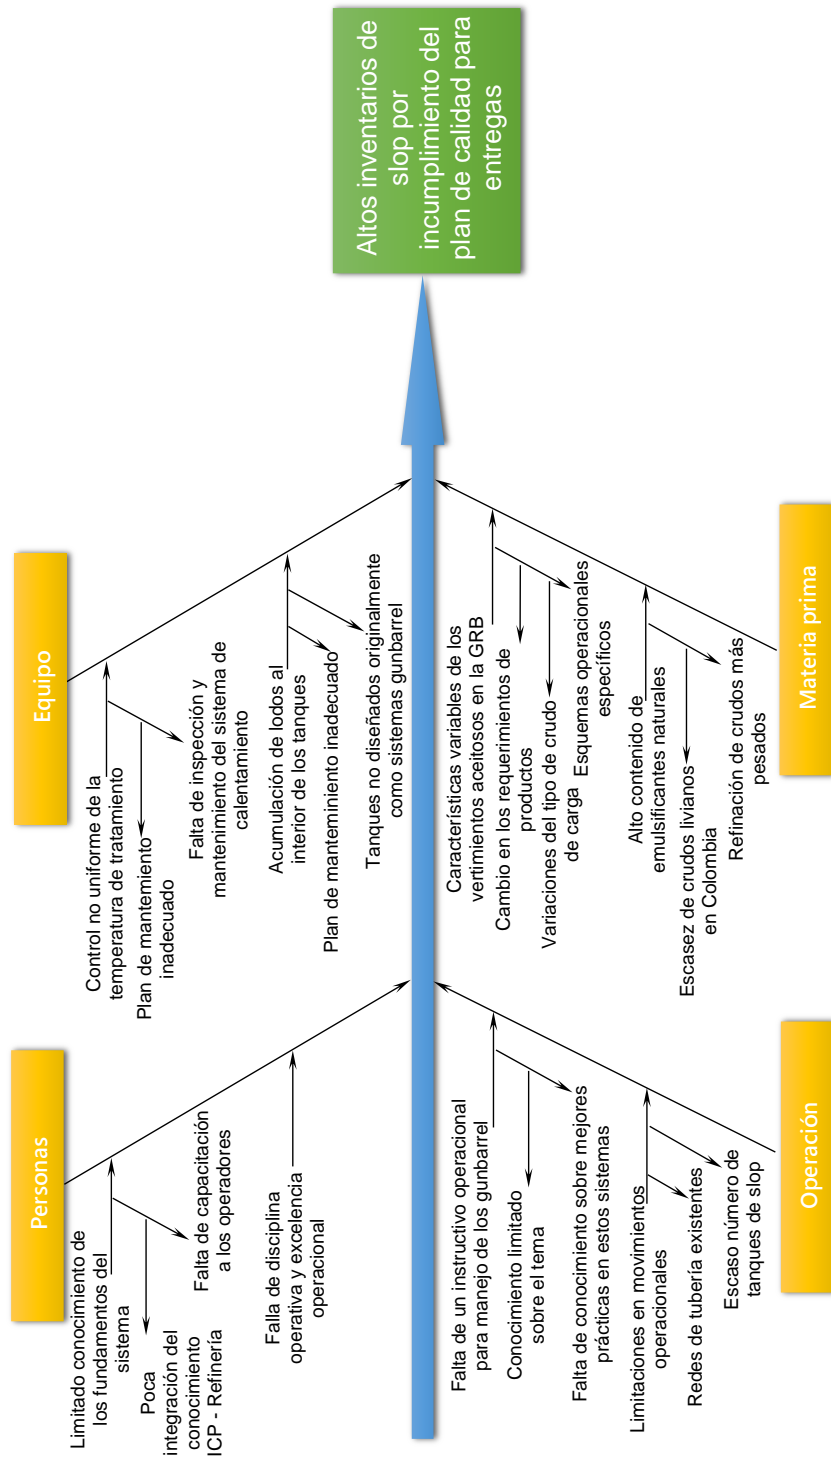 Personas
Limitado conocimiento de
los fundamentos del
sistema
Poca
integración del
conocimiento
ICP - Refinería
Falta de capacitación
a los operadores
Falla de disciplina
operativa y excelencia
operacional
Equipo
Control no uniforme de la
temperatura de tratamiento
Plan de mantemiento
inadecuado
Falta de inspección y
mantenimiento del sistema de
calentamiento
Acumulación de lodos al
interior de los tanques
Plan de manteminiento inadecuado
Tanques no diseñados originalmente
como sistemas gunbarrel
Altos inventarios de
slop por
incumplimiento del
plan de calidad para
entregas
Falta de un instructivo operacional
para manejo de los gunbarrel
Conocimiento limitado
sobre el tema
Falta de conocimiento sobre mejores
prácticas en estos sistemas
Limitaciones en movimientos
operacionales
Redes de tubería existentes
Escaso número de
tanques de slop
Operación
Características variables de los
vertimientos aceitosos en la GRB
Cambio en los requerimientos de
productos
Variaciones del tipo de crudo
de carga
Esquemas operacionales
específicos
Alto contenido de
emulsificantes naturales
Escasez de crudos livianos
en Colombia
Refinación de crudos más
pesados
Materia prima